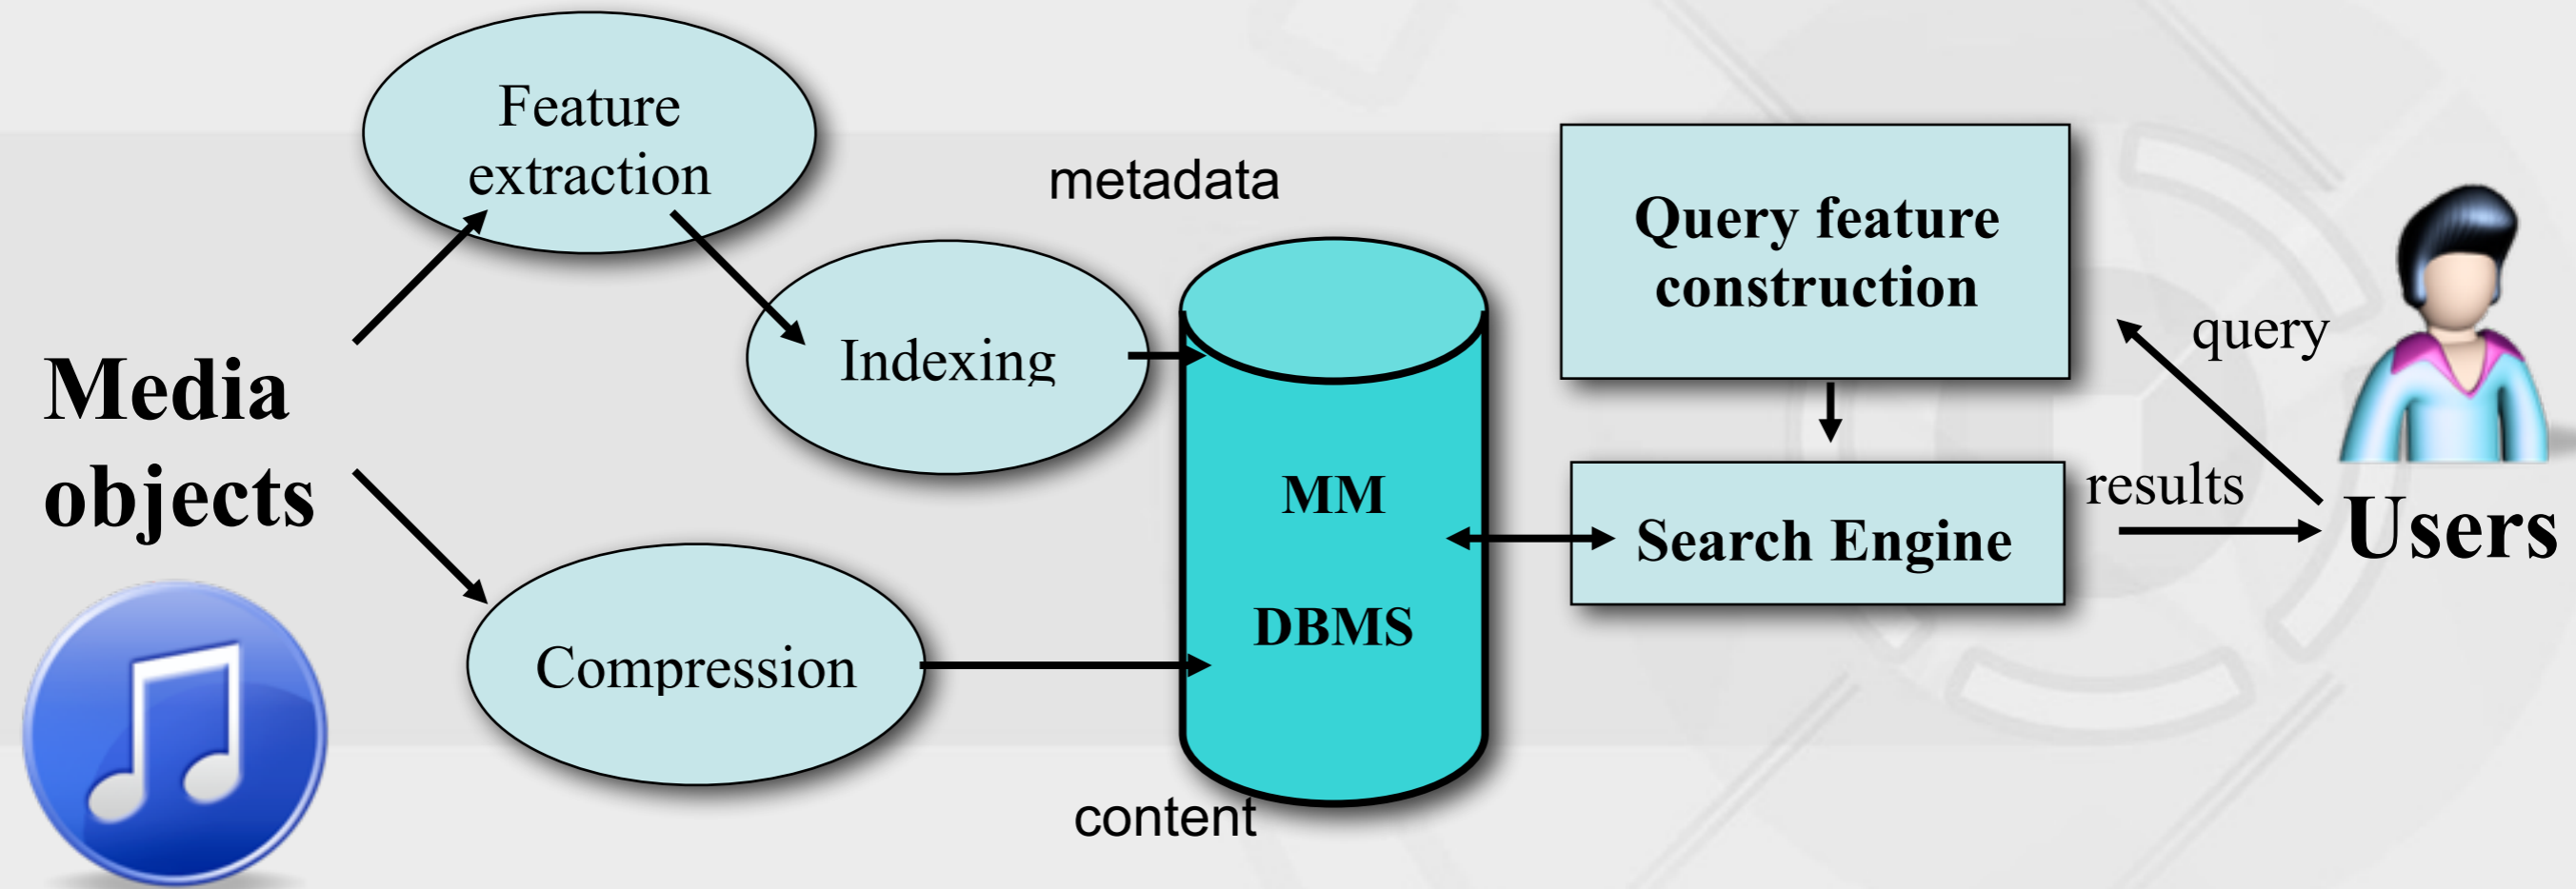 Feature
extraction
metadata
Indexing
Media
objects
Compression
content
MM
DBMS
Query feature
construction
query
Search Engine
results
Users